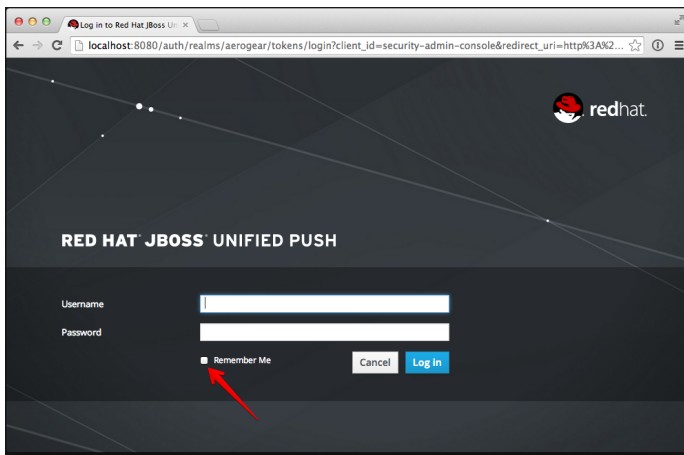 Log in to Red Hat JBoss Uni
localhost:8080/auth/realms/aerogear/tokens/login?client_id=security-admin-console&redirect_uri=http%3A%2...
redhat.
RED HAT® JBOSS® UNIFIED PUSH
Username
Password
Remember Me
Cancel
Log in